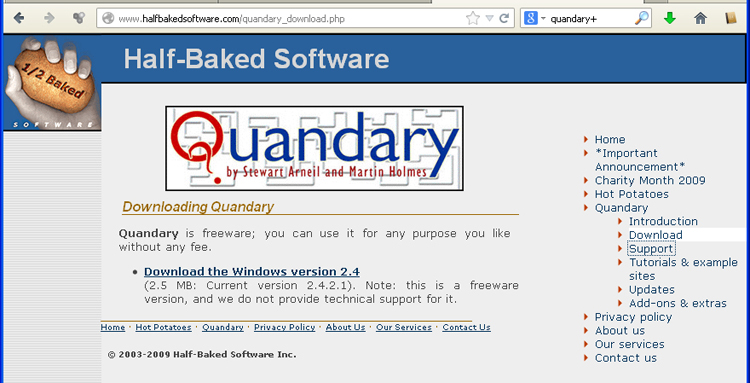 www.halfbakedsoftware.com/quandary_download.php
quandary+
1/2 Baked
SOFTWARE
Half-Baked Software
Quandary
by Stewart Arneil and Martin Holmes
Downloading Quandary
Quandary is freeware; you can use it for any purpose you like
without any fee.
Download the Windows version 2.4
(2.5 MB: Current version 2.4.2.1). Note: this is a freeware
version, and we do not provide technical support for it.
Home · Hot Potatoes · Quandary · Privacy Policy · About Us · Our Services · Contact Us
© 2003-2009 Half-Baked Software Inc.
Home
*Important
Announcement*
Charity Month 2009
Hot Potatoes
Quandary
Introduction
Download
Support
Tutorials & example
sites
Updates
Add-ons & extras
Privacy policy
About us
Our services
Contact us